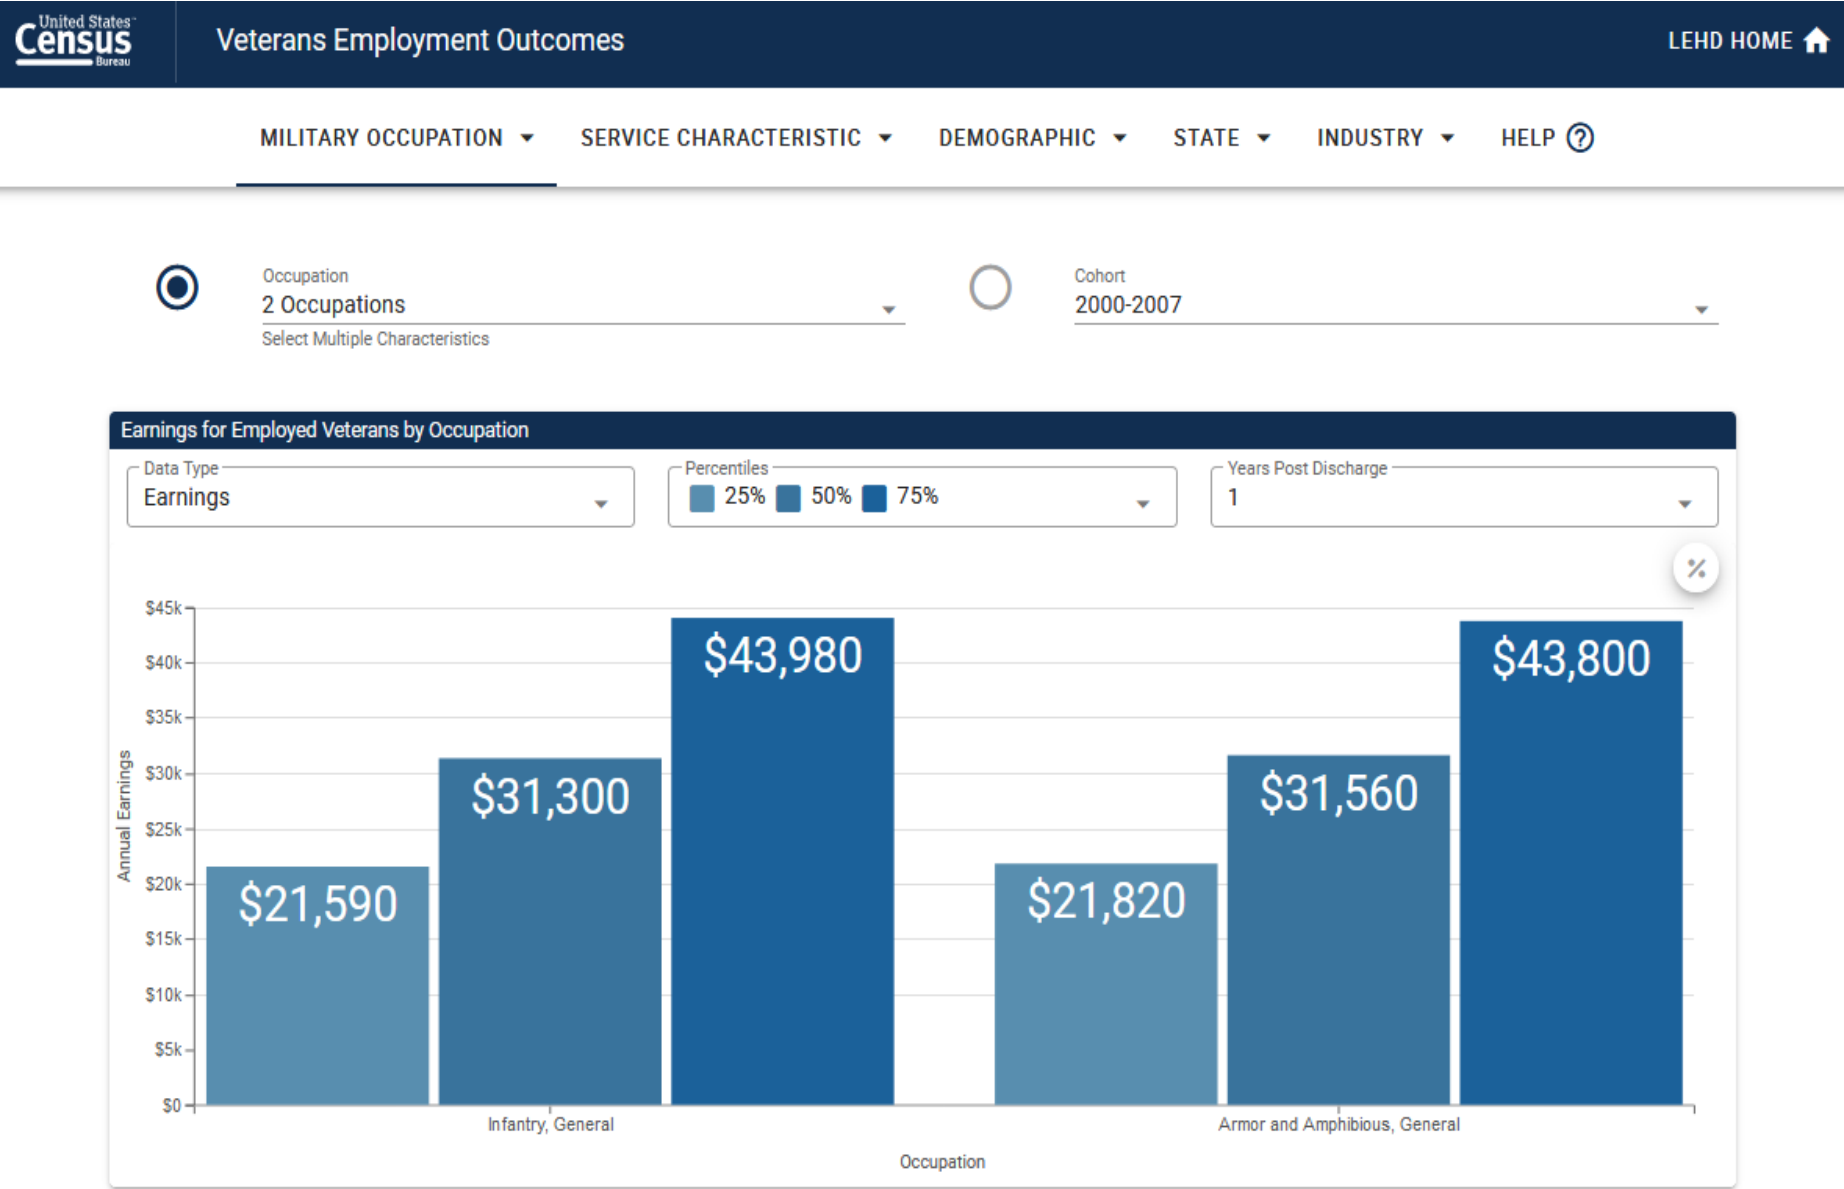 United States™
Census
Bureau
Veterans Employment Outcomes
LEHD HOME
MILITARY OCCUPATION
SERVICE CHARACTERISTIC
DEMOGRAPHIC
STATE
INDUSTRY
HELP ?
Occupation
2 Occupations
Select Multiple Characteristics
Cohort
2000-2007
Earnings for Employed Veterans by Occupation
Data Type
Earnings
Percentiles
25% 50% 75%
Years Post Discharge
1
%
$45k
$40k
$35k
$30k
$25k
$20k
$15k
$10k
$5k
$0
Annual Earnings
$21,590
$31,300
$43,980
$21,820
$31,560
$43,800
Infantry, General
Armor and Amphibious, General
Occupation